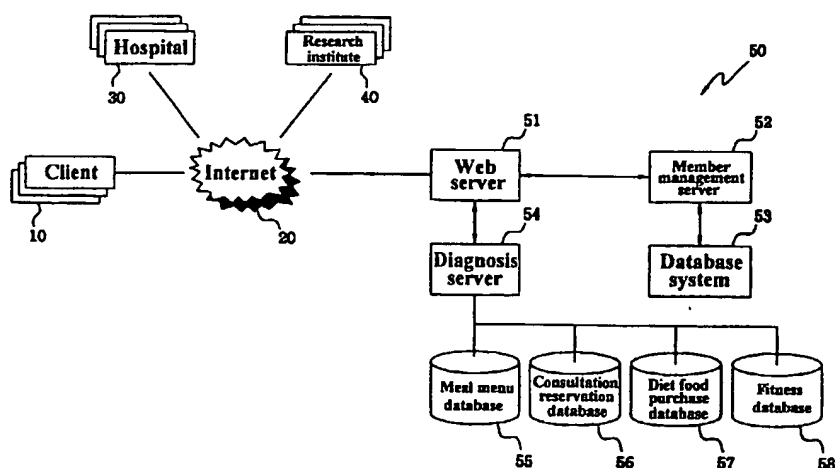 Hospital
30
Research
institute
40
50
Client
10
Internet
20
51
Web
server
52
Member
management
server
54
Diagnosis
server
53
Database
system
Meal menu
database
55
Consultation
reservation
database
56
Diet food
purchase
database
57
Fitness
database
58